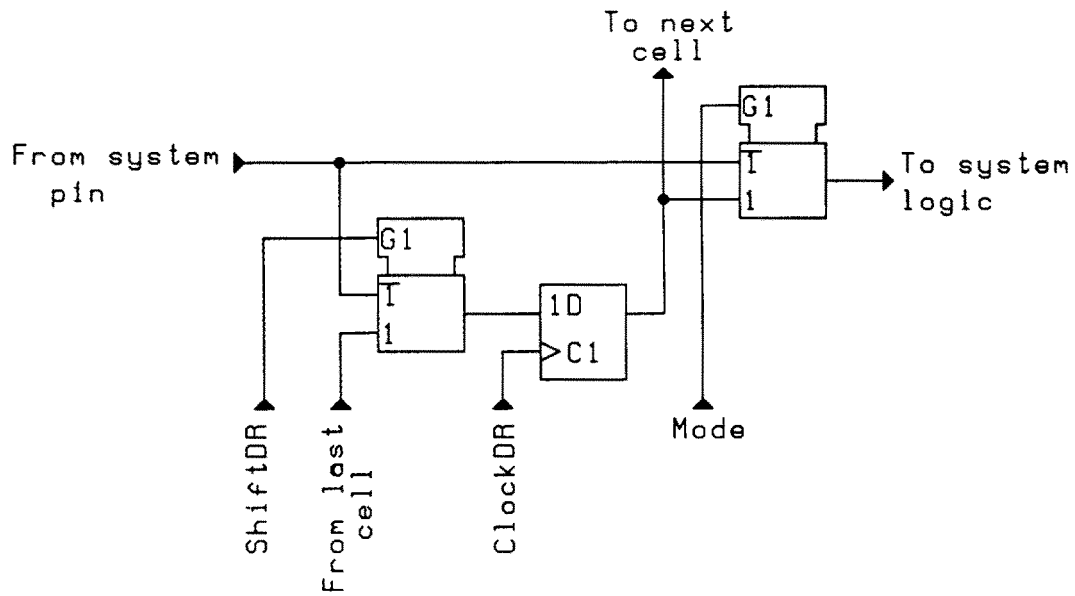 To next
cell
G1
From system
pin
1
1
To system
logic
G1
1
1
1D
C1
ShiftDR
From last
cell
ClockDR
Mode